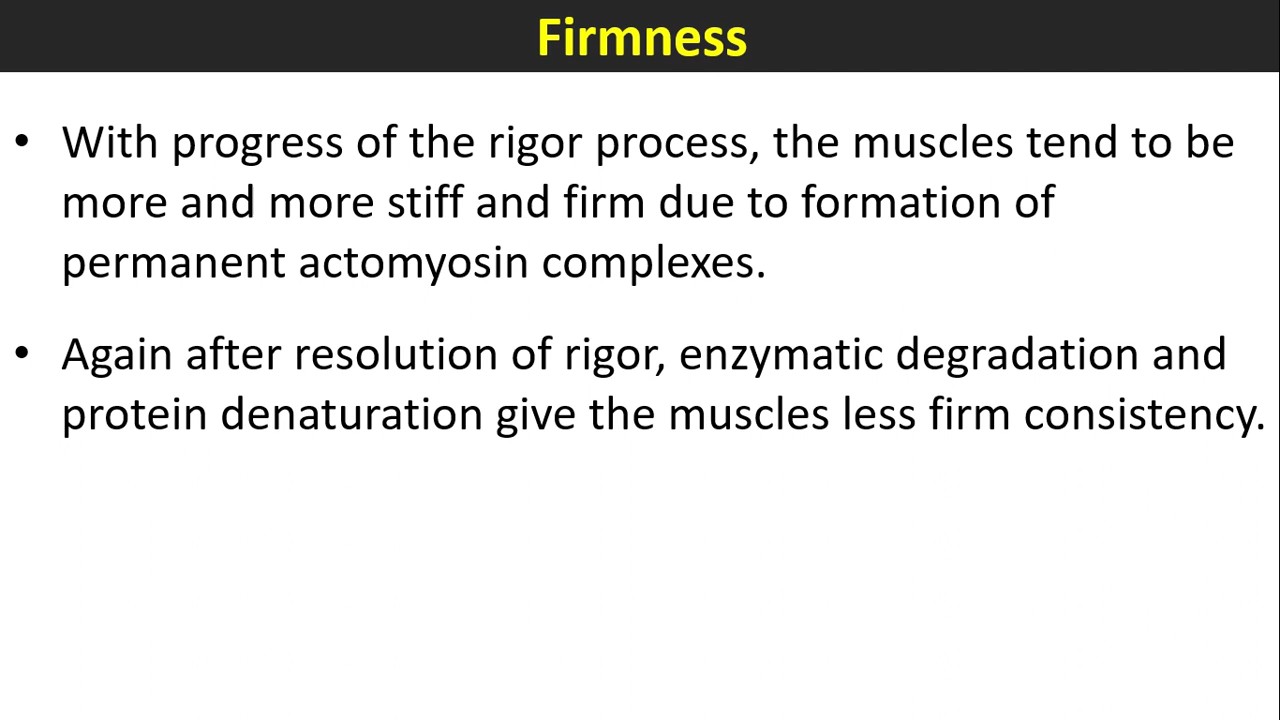 Firmness
• With progress of the rigor process, the muscles tend to be
more and more stiff and firm due to formation of
permanent actomyosin complexes.
• Again after resolution of rigor, enzymatic degradation and
protein denaturation give the muscles less firm consistency.